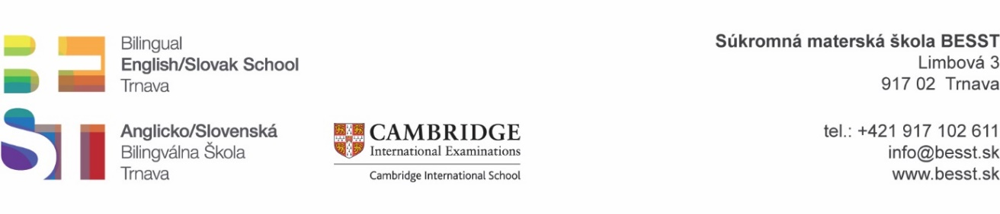 BESST
Bilingual
English/Slovak School
Trnava
Anglicko/Slovenská
Bilingválna Škola
Trnava
CAMBRIDGE
International Examinations
Cambridge International School
Súkromná materská škola BESST
Limbová 3
917 02 Trnava
tel.: +421 917 102 611
info@besst.sk
www.besst.sk